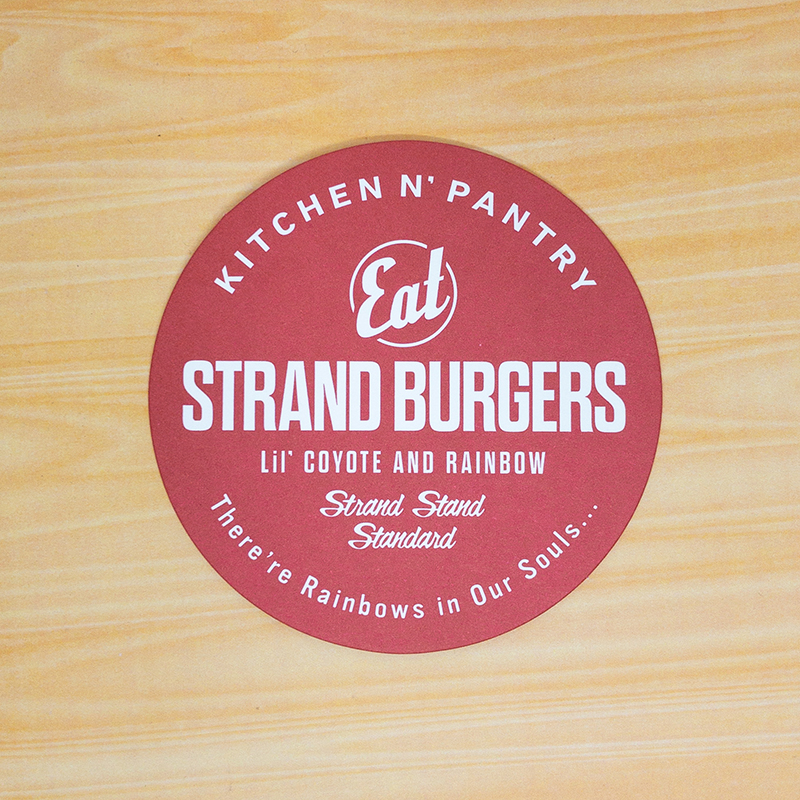 KITCHEN N' PANTRY
Eat
STRAND BURGERS
Lil' COYOTE AND RAINBOW
Strand Stand
Standard
There're Rainbows in Our Souls...